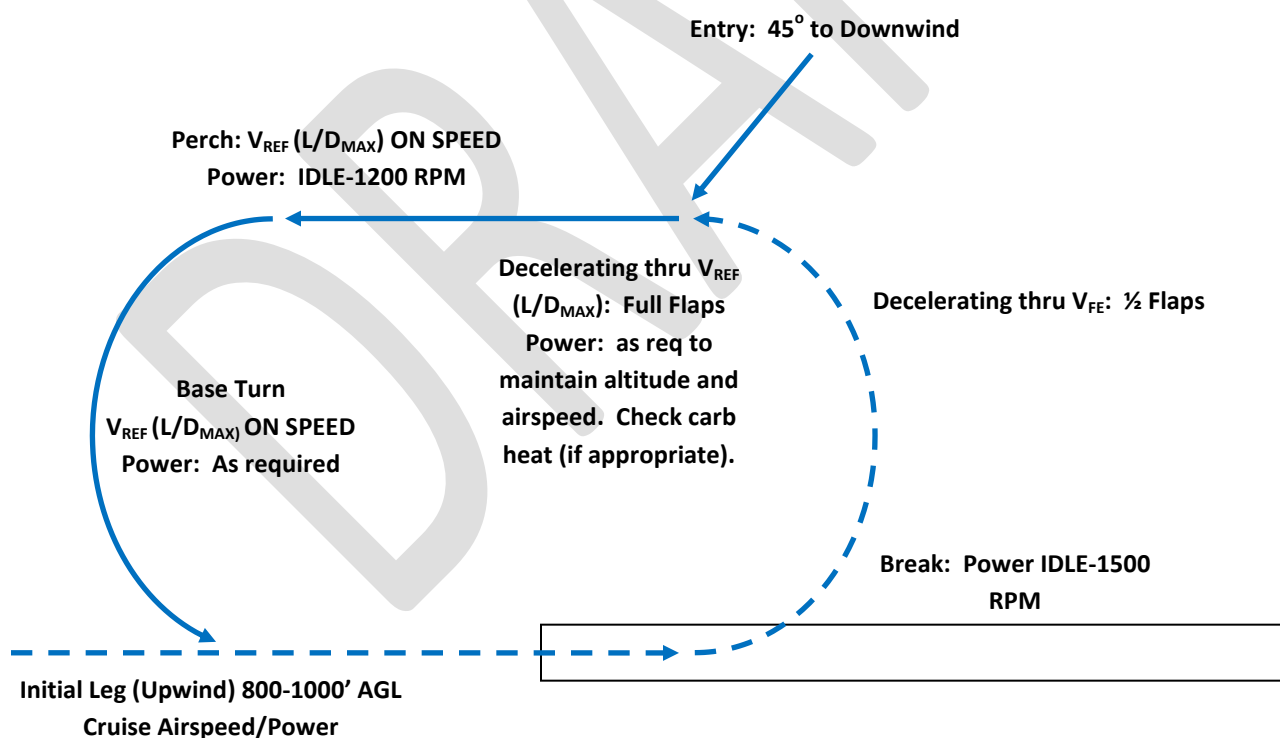 Entry: 45° to Downwind
Perch: VREF (L/DMAX) ON SPEED
Power: IDLE-1200 RPM
Decelerating thru VREF
(L/DMAX): Full Flaps
Power: as req to
maintain altitude and
airspeed. Check carb
heat (if appropriate).
Decelerating thru VFE: ½ Flaps
Base Turn
VREF (L/DMAX) ON SPEED
Power: As required
Break: Power IDLE-1500
RPM
Initial Leg (Upwind) 800-1000' AGL
Cruise Airspeed/Power
DRA